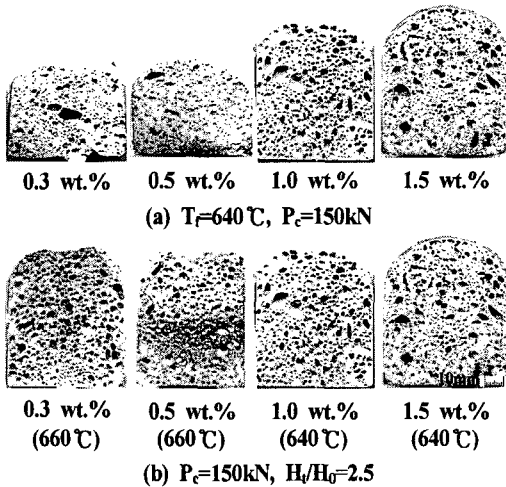 0.3 wt.% 0.5 wt.% 1.0 wt.% 1.5 wt.%
(a) Tf=640℃, Pc=150kN
10mm
0.3 wt.% 0.5 wt.% 1.0 wt.% 1.5 wt.%
(660℃) (660℃) (640℃) (640℃)
(b) Pc=150kN, Ht/H0=2.5